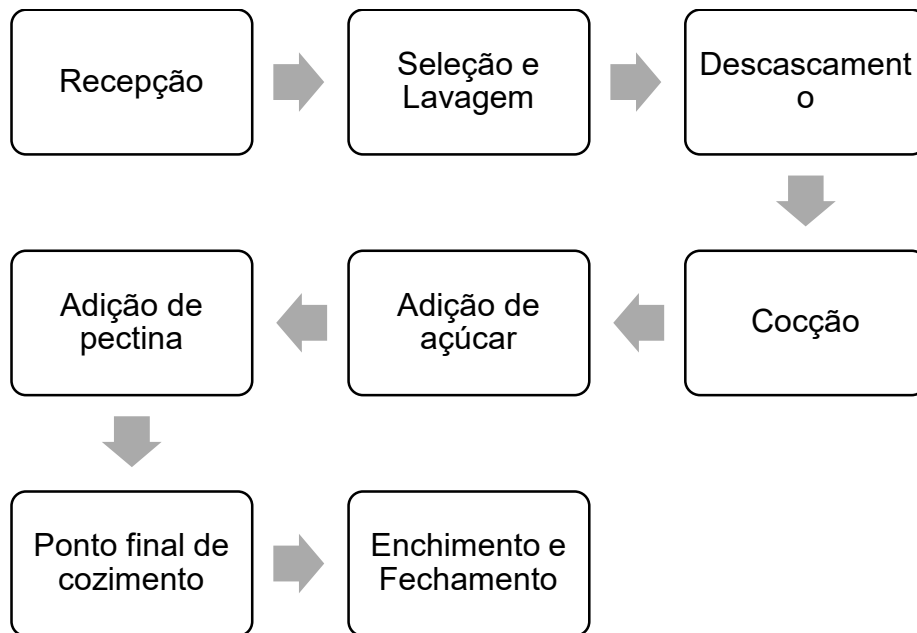 Recepção
Seleção e
Lavagem
Descascament
o
Cocção
Adição de
açúcar
Adição de
pectina
Ponto final de
cozimento
Enchimento e
Fechamento